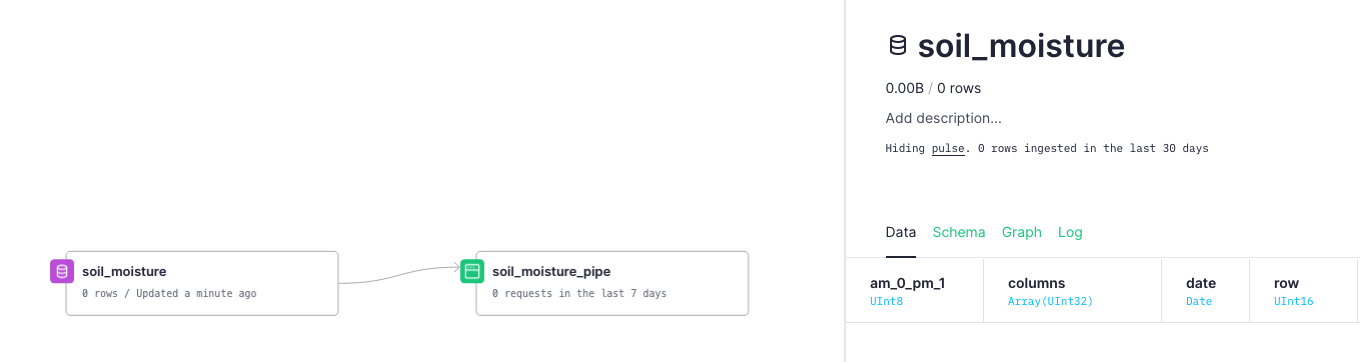 soil_moisture
0 rows / Updated a minute ago
soil_moisture_pipe
0 requests in the last 7 days
soil_moisture
0.00B / 0 rows
Add description...
Hiding pulse. 0 rows ingested in the last 30 days
Data Schema Graph Log
am_0_pm_1 columns date row
UInt8 Array(UInt32) Date UInt16